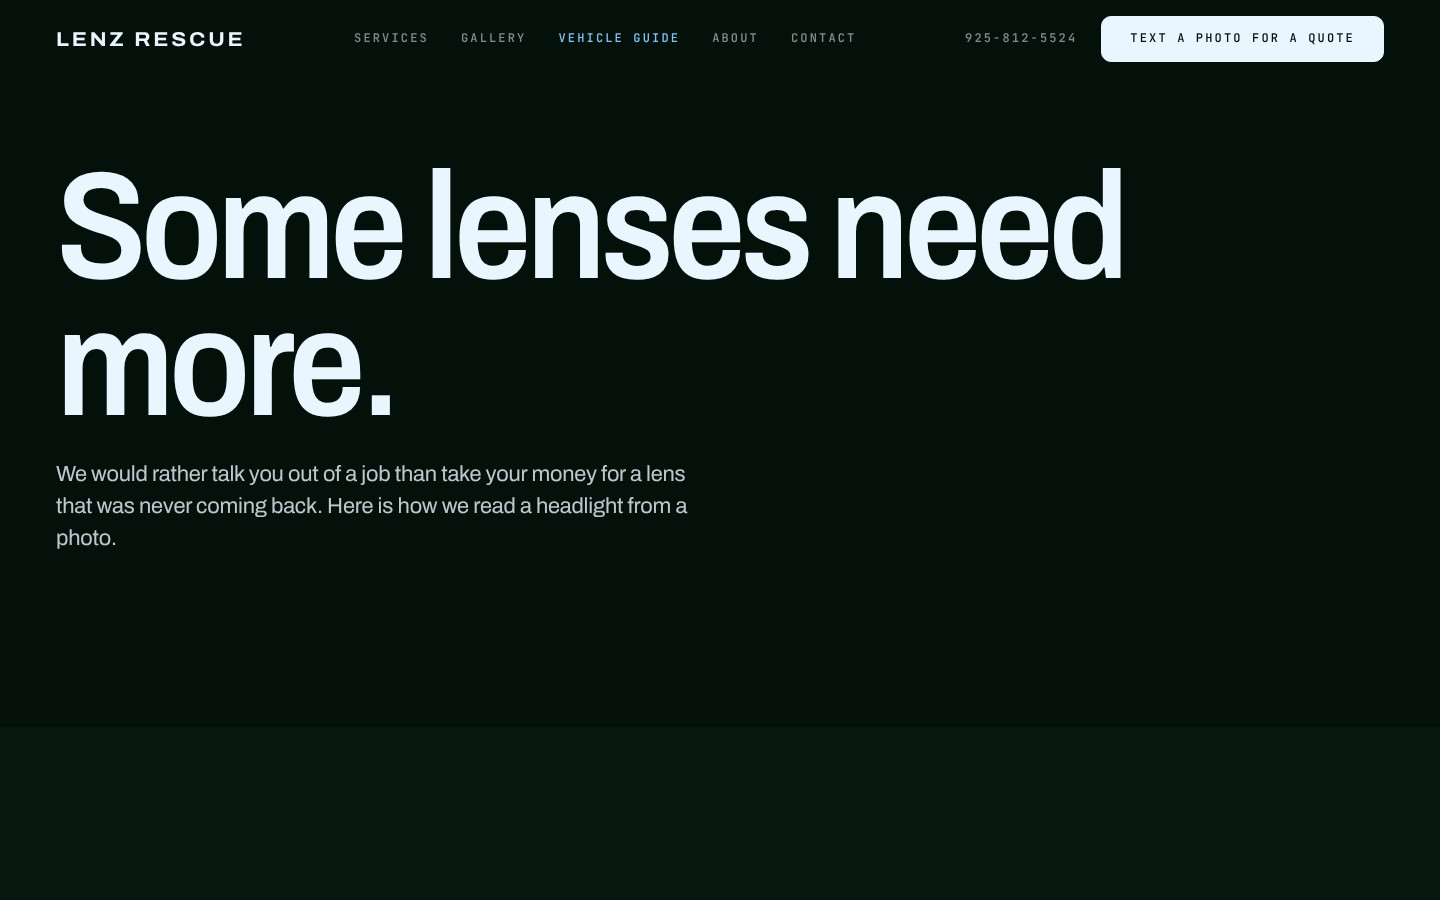 LENZ RESCUE
SERVICES GALLERY VEHICLE GUIDE ABOUT CONTACT
925-812-5524
TEXT A PHOTO FOR A QUOTE
Some lenses need
more.
We would rather talk you out of a job than take your money for a lens
that was never coming back. Here is how we read a headlight from a
photo.